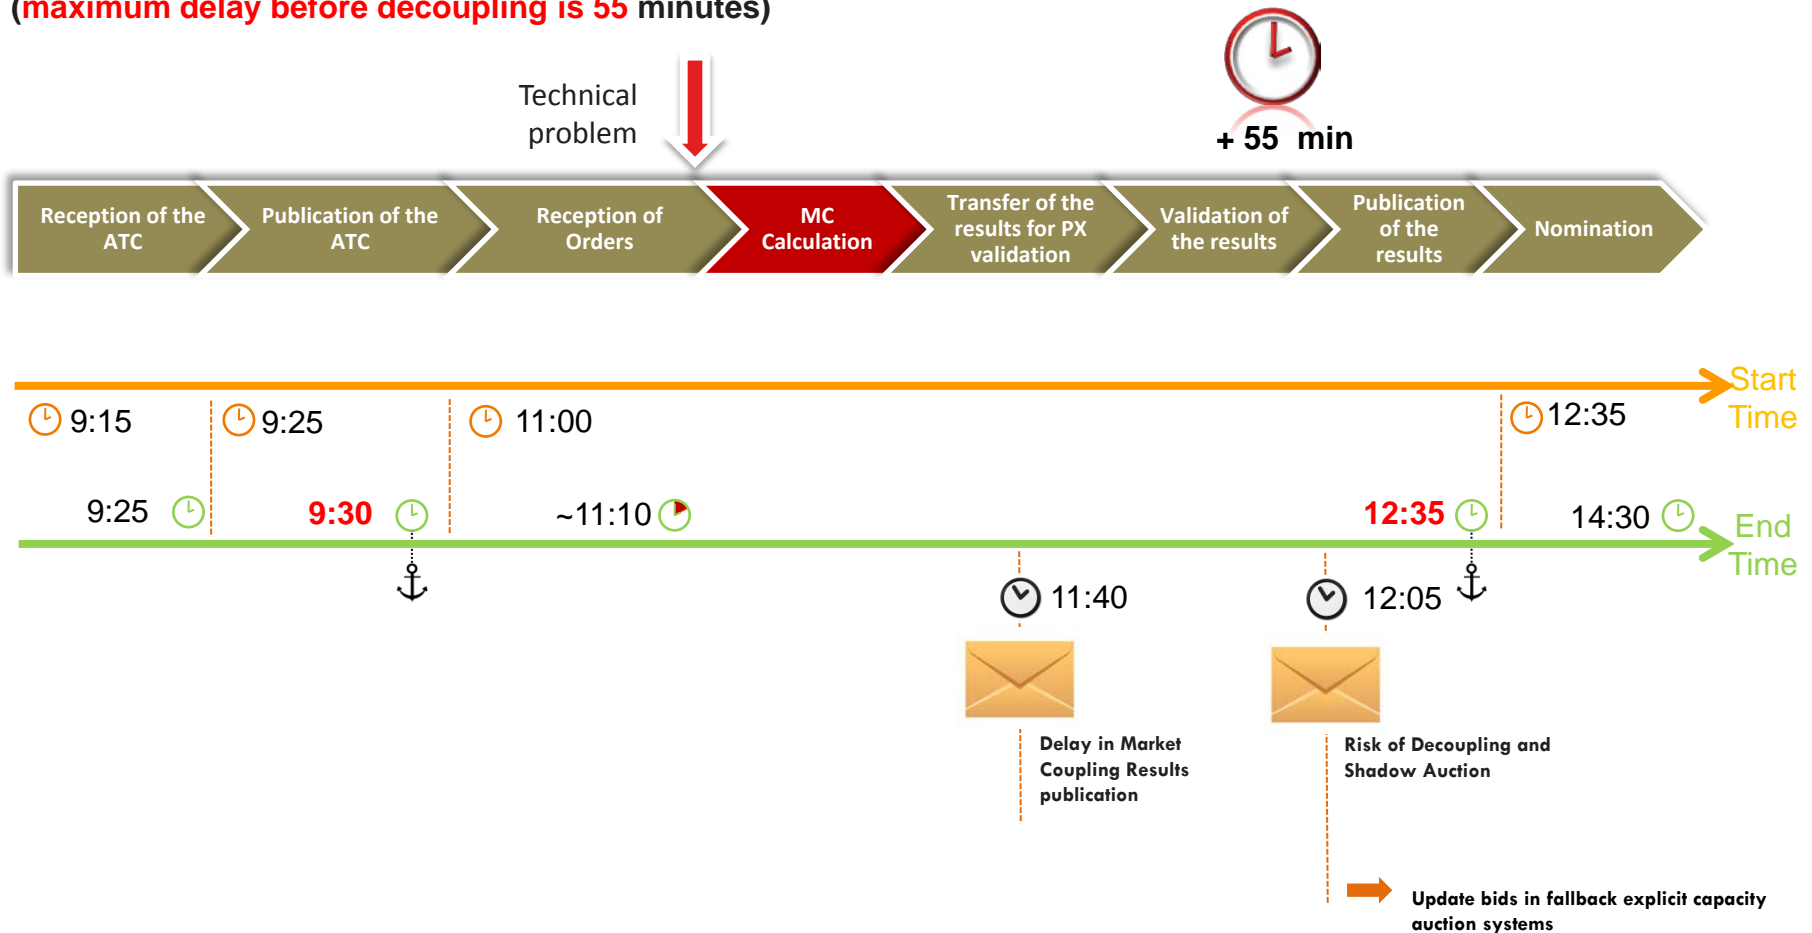 (maximum delay before decoupling is 55 minutes)
Technical
problem
+ 55 min
Reception of the
ATC
Publication of the
ATC
Reception of
Orders
MC
Calculation
Transfer of the
results for PX
validation
Validation of
the results
Publication
of the
results
Nomination
Start
Time
9:15
9:25
11:00
12:35
9:25
9:30
~11:10
12:35
14:30
End
Time
11:40
12:05
Delay in Market
Coupling Results
publication
Risk of Decoupling and
Shadow Auction
Update bids in fallback explicit capacity
auction systems